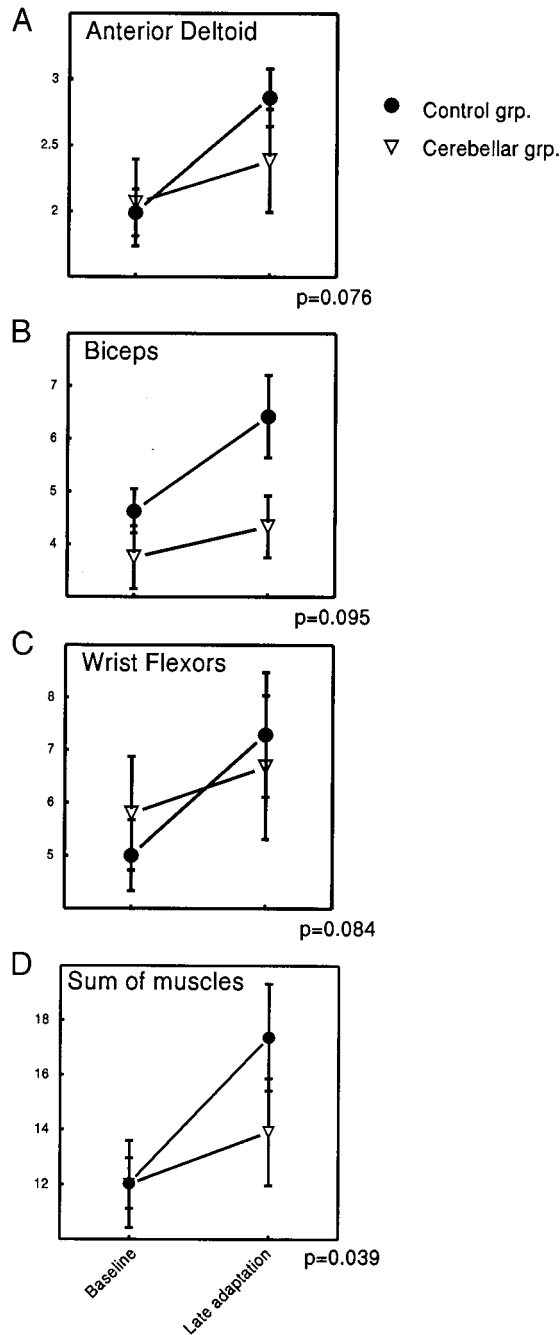 A
Anterior Deltoid
3
2.5
2
Control grp.
Cerebellar grp.
p=0.076
B
Biceps
7
6
5
4
p=0.095
C
Wrist Flexors
8
7
6
5
p=0.084
D
Sum of muscles
18
16
14
12
Baseline
Late adaptation
p=0.039